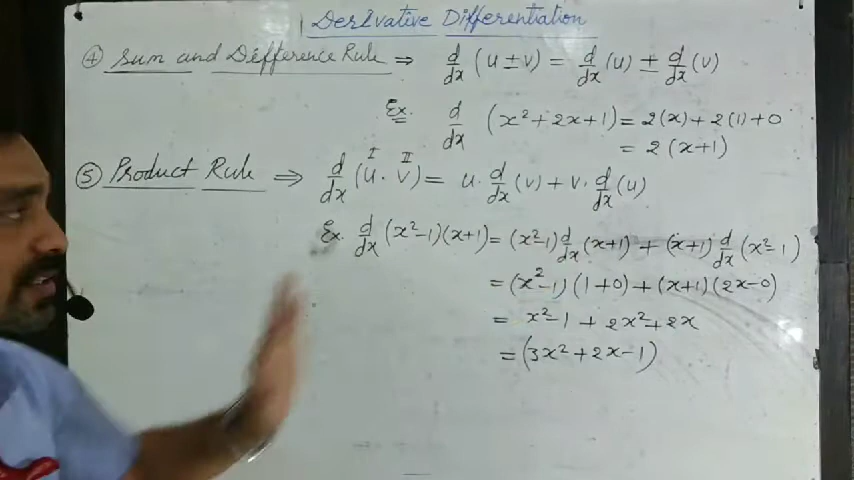 Derivative Differentiation
④ Sum and Difference Rule ⇒ d/dx (u ± v) = d/dx (u) ± d/dx (v)
Ex. d/dx (x² + 2x + 1) = 2(x) + 2(1) + 0
= 2(x+1)
I II
⑤ Product Rule ⇒ d/dx (u · v) = u · d/dx (v) + v · d/dx (u)
Ex. d/dx (x²-1)(x+1) = (x²-1) d/dx (x+1) + (x+1) d/dx (x²-1)
= (x²-1)(1+0) + (x+1)(2x-0)
= x²-1 + 2x² + 2x
= (3x² + 2x - 1)